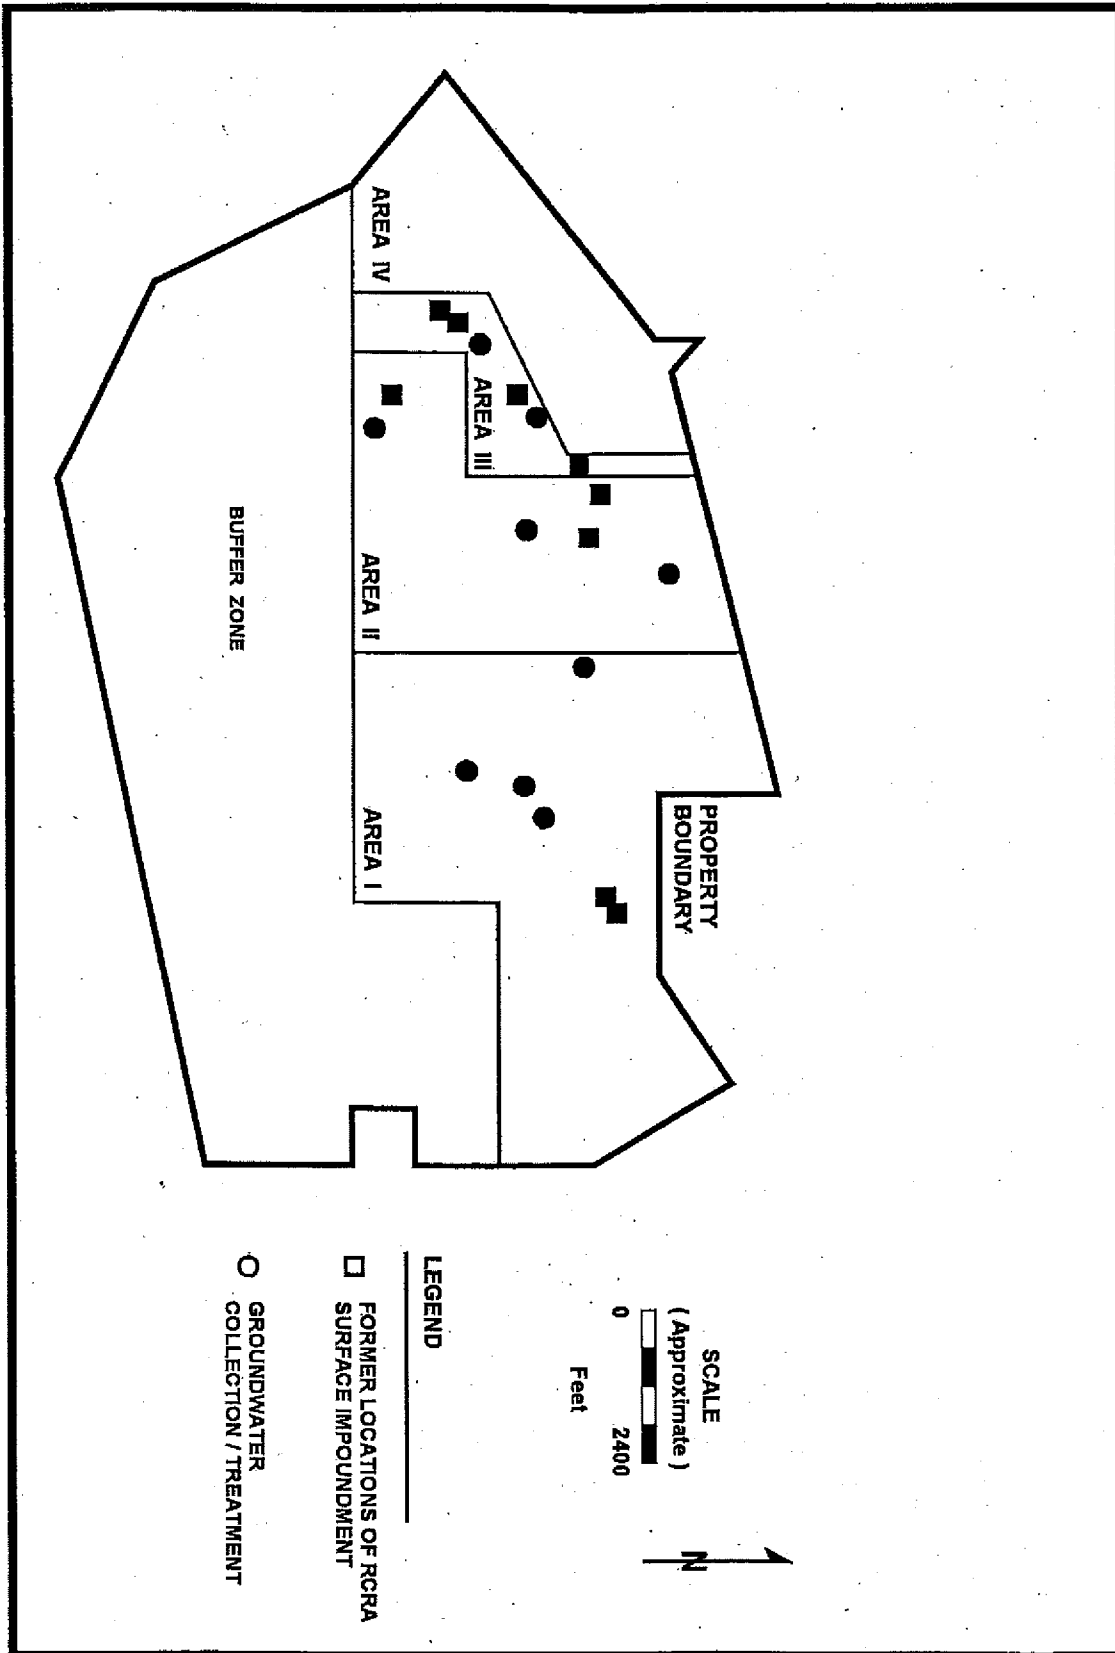 AREA IV
AREA III
AREA II
AREA I
BUFFER ZONE
PROPERTY
BOUNDARY
SCALE
( Approximate )
0 2400
Feet
N
LEGEND
FORMER LOCATIONS OF RCRA
SURFACE IMPOUNDMENT
GROUNDWATER
COLLECTION / TREATMENT